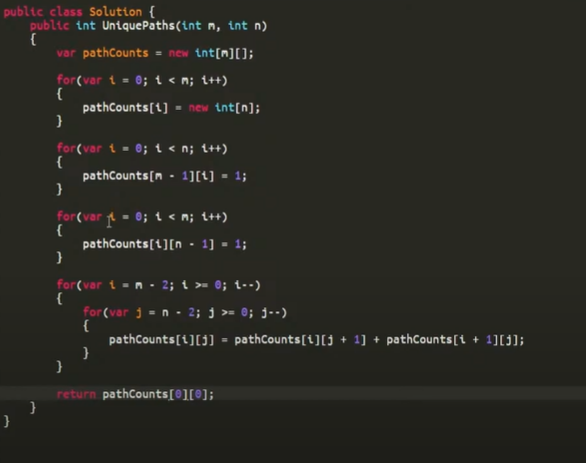 public class Solution {
    public int UniquePaths(int m, int n)
    {
        var pathCounts = new int[m][];
        for(var i = 0; i < m; i++)
        {
            pathCounts[i] = new int[n];
        }
        for(var i = 0; i < n; i++)
        {
            pathCounts[m - 1][i] = 1;
        }
        for(var i = 0; i < m; i++)
        {
            pathCounts[i][n - 1] = 1;
        }
        for(var i = m - 2; i >= 0; i--)
        {
            for(var j = n - 2; j >= 0; j--)
            {
                pathCounts[i][j] = pathCounts[i][j + 1] + pathCounts[i + 1][j];
            }
        }
        return pathCounts[0][0];
    }
}